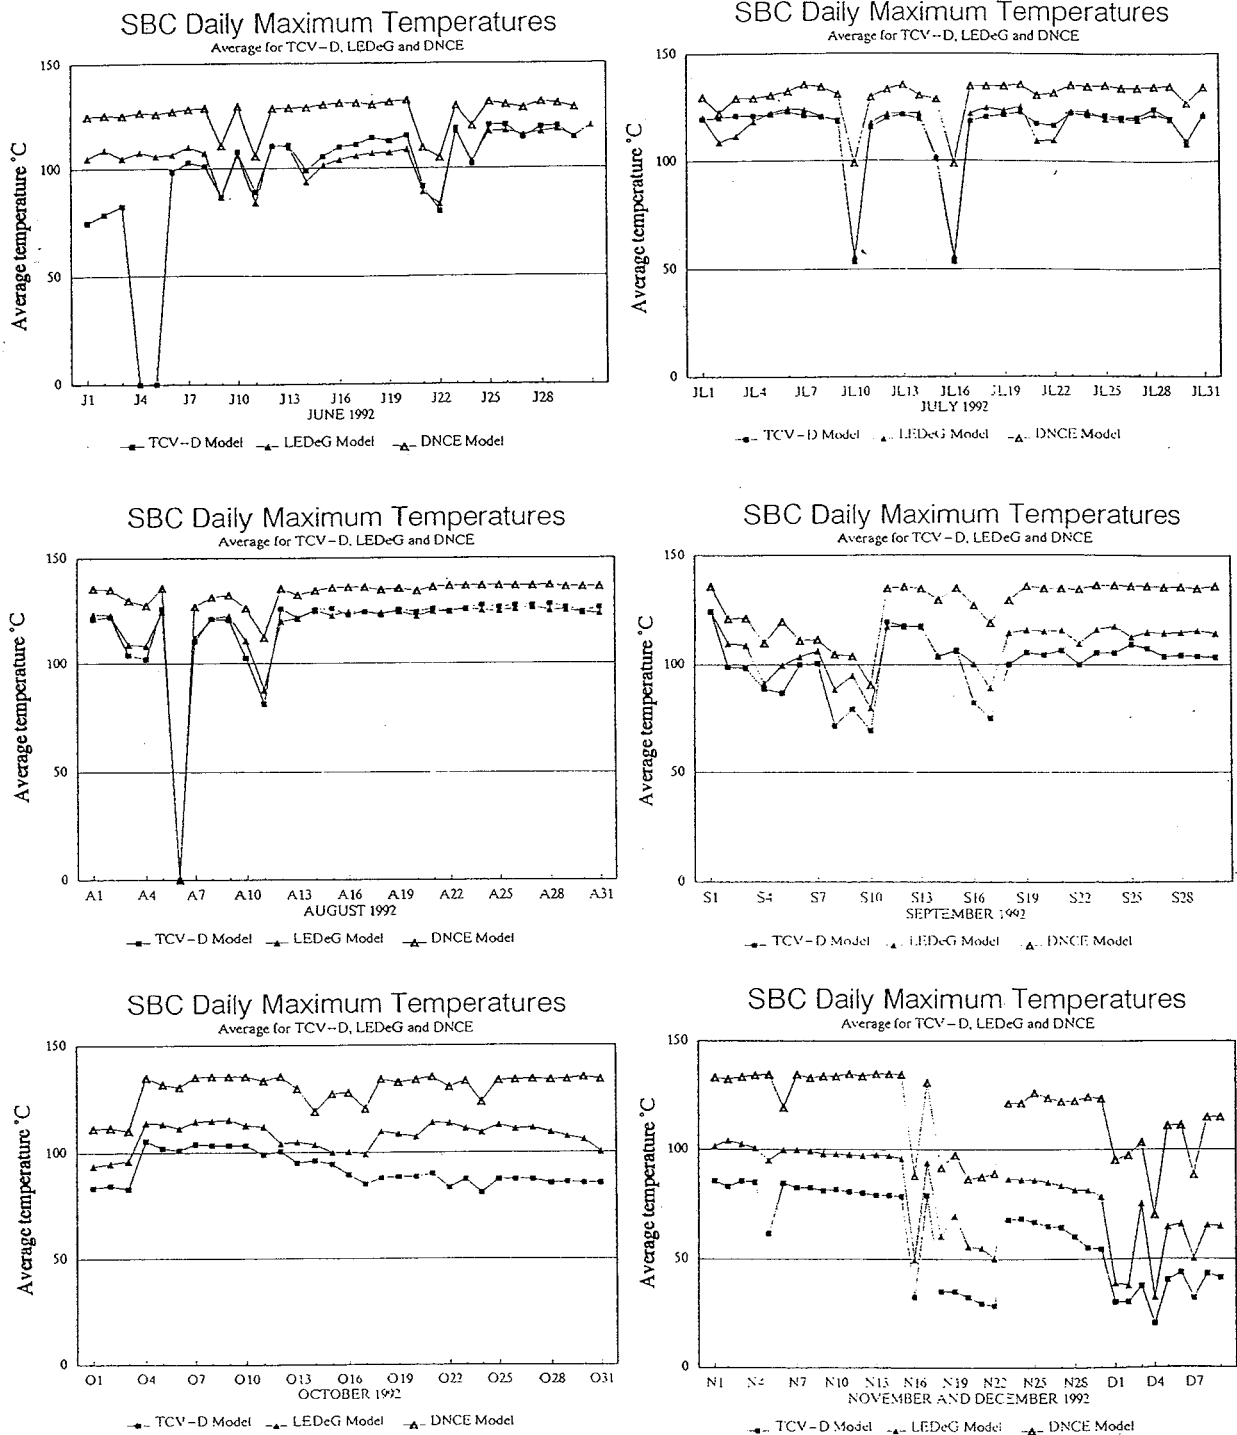 SBC Daily Maximum Temperatures
Average for TCV-D, LEDeG and DNCE
Average temperature °C
150
100
50
0
J1 J4 J7 J10 J13 J16 J19 J22 J25 J28
JUNE 1992
TCV-D Model LEDeG Model DNCE Model
SBC Daily Maximum Temperatures
Average for TCV-D, LEDeG and DNCE
Average temperature °C
150
100
50
0
JL1 JL4 JL7 JL10 JL13 JL16 JL19 JL22 JL25 JL28 JL31
JULY 1992
TCV-D Model LEDeG Model DNCE Model
SBC Daily Maximum Temperatures
Average for TCV-D, LEDeG and DNCE
Average temperature °C
150
100
50
0
A1 A4 A7 A10 A13 A16 A19 A22 A25 A28 A31
AUGUST 1992
TCV-D Model LEDeG Model DNCE Model
SBC Daily Maximum Temperatures
Average for TCV-D, LEDeG and DNCE
Average temperature °C
150
100
50
0
S1 S4 S7 S10 S13 S16 S19 S22 S25 S28
SEPTEMBER 1992
TCV-D Model LEDeG Model DNCE Model
SBC Daily Maximum Temperatures
Average for TCV-D, LEDeG and DNCE
Average temperature °C
150
100
50
0
O1 O4 O7 O10 O13 O16 O19 O22 O25 O28 O31
OCTOBER 1992
TCV-D Model LEDeG Model DNCE Model
SBC Daily Maximum Temperatures
Average for TCV-D, LEDeG and DNCE
Average temperature °C
150
100
50
0
N1 N4 N7 N10 N13 N16 N19 N22 N25 N28 D1 D4 D7
NOVEMBER AND DECEMBER 1992
TCV-D Model LEDeG Model DNCE Model